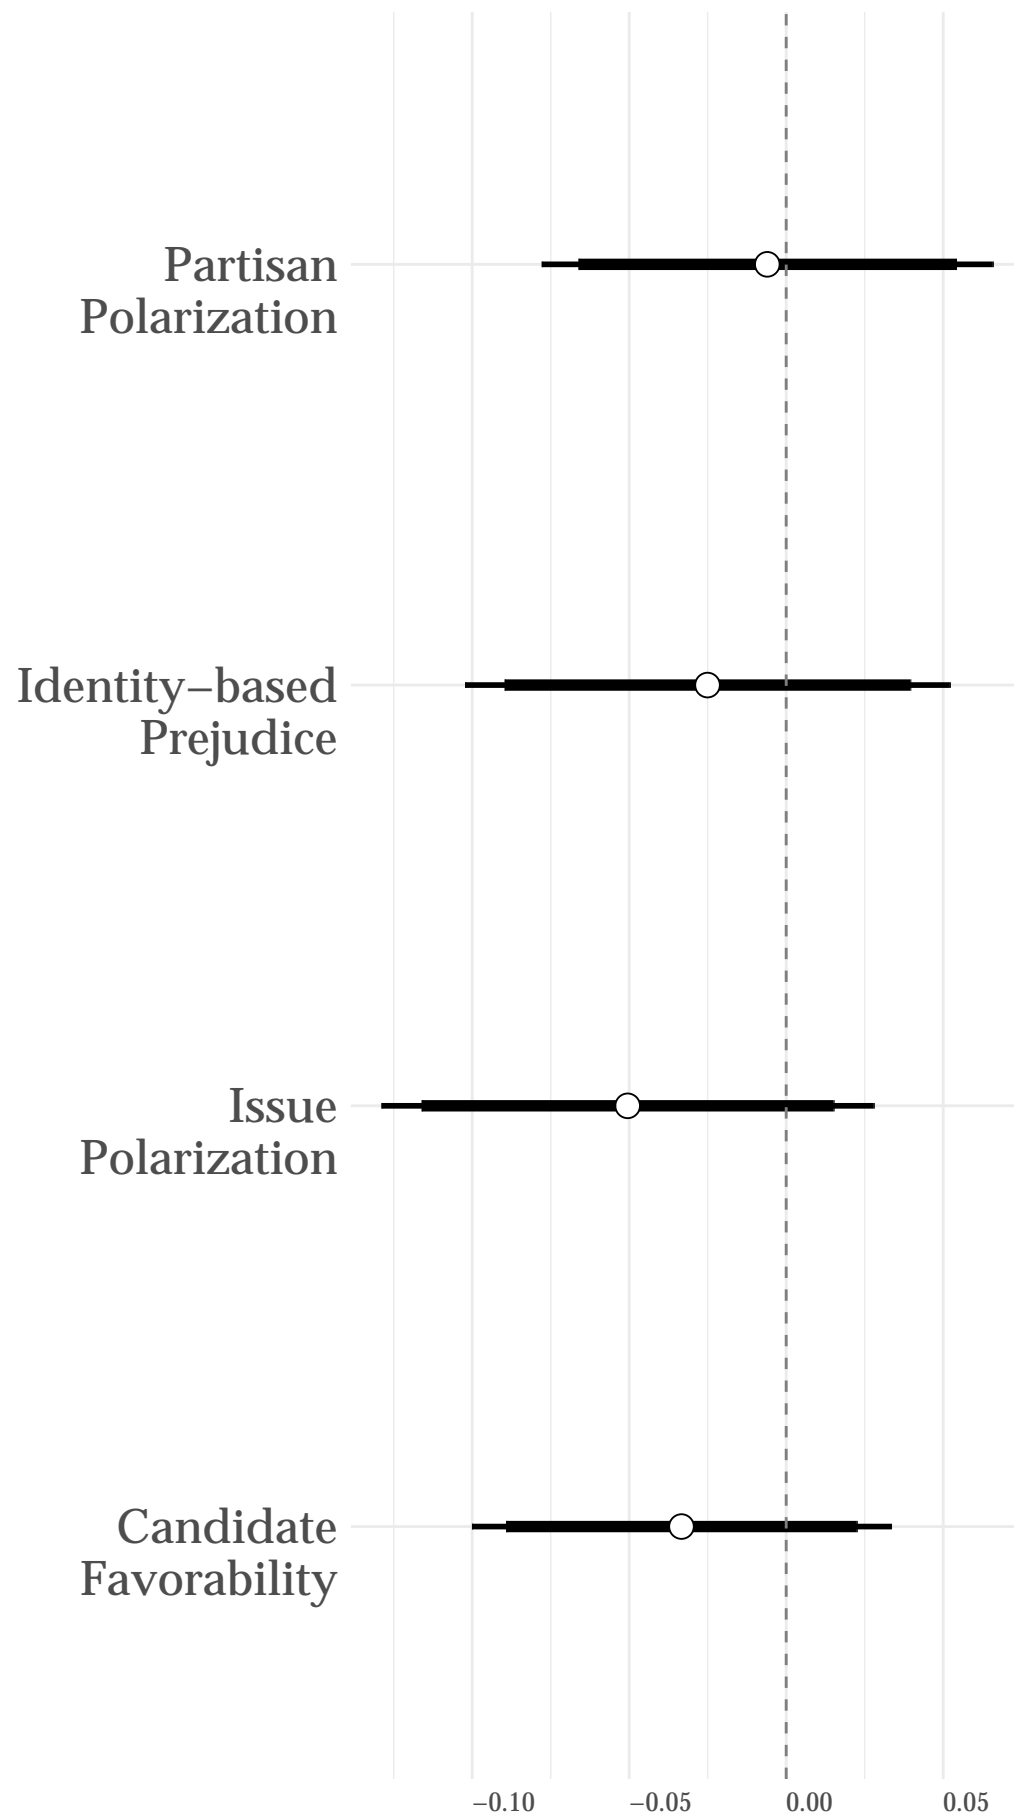 Partisan
Polarization
Identity−based
Prejudice
Issue
Polarization
Candidate
Favorability
−0.10 −0.05 0.00 0.05